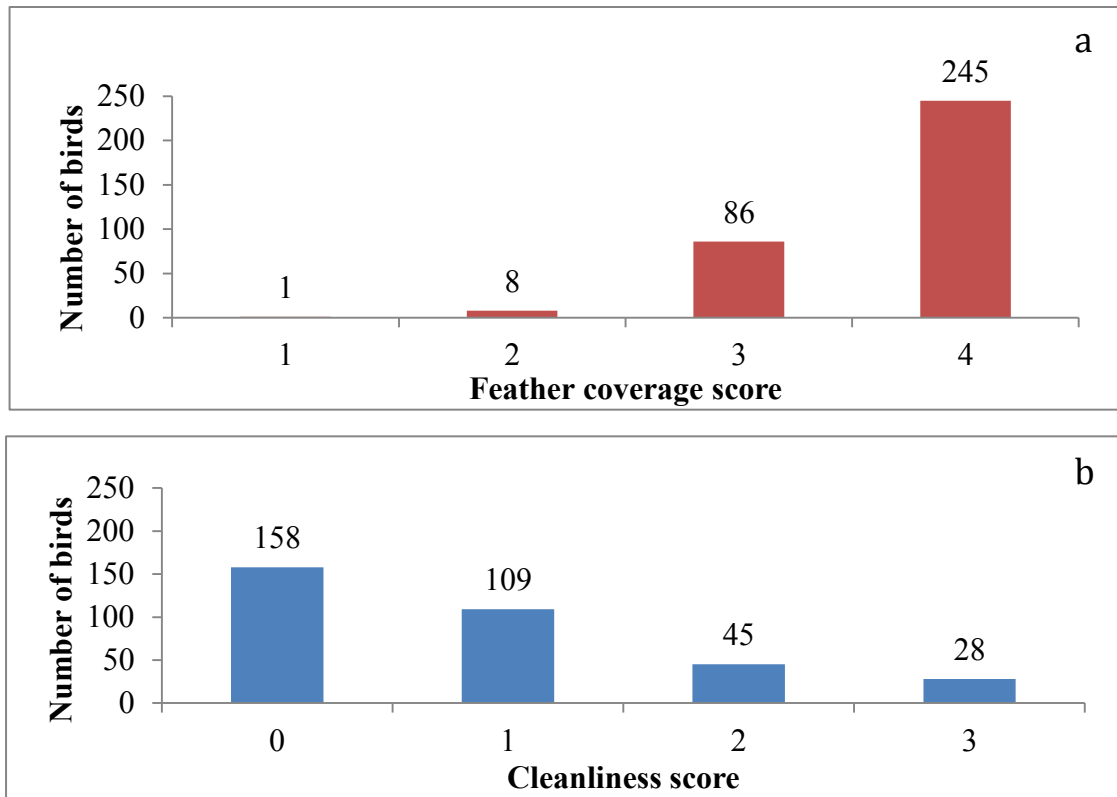 a
Number of birds
250
200
150
100
50
0
1
8
86
245
1 2 3 4
Feather coverage score
b
Number of birds
250
200
150
100
50
0
158
109
45
28
0 1 2 3
Cleanliness score